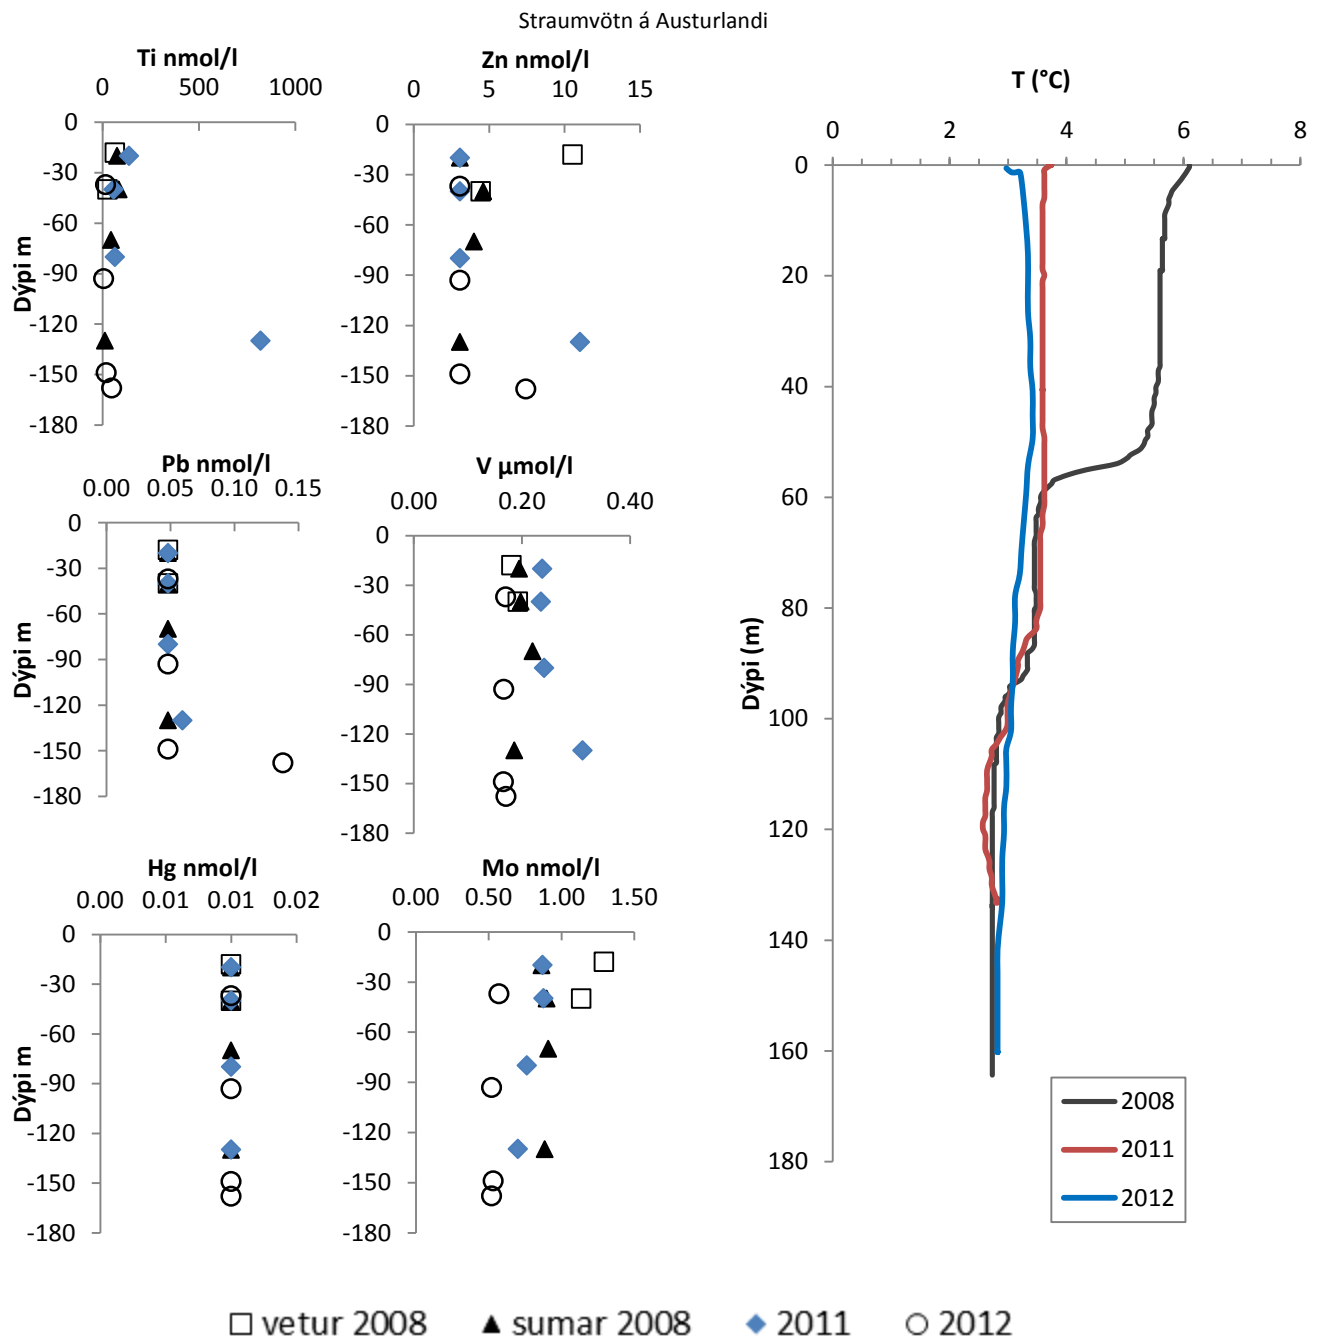 Straumvötn á Austurlandi
Ti nmol/l
0 500 1000
Dýpi m
0
-30
-60
-90
-120
-150
-180
Zn nmol/l
0 5 10 15
0
-30
-60
-90
-120
-150
-180
Pb nmol/l
0.00 0.05 0.10 0.15
Dýpi m
0
-30
-60
-90
-120
-150
-180
V µmol/l
0.00 0.20 0.40
0
-30
-60
-90
-120
-150
-180
Hg nmol/l
0.00 0.01 0.01 0.02
Dýpi m
0
-30
-60
-90
-120
-150
-180
Mo nmol/l
0.00 0.50 1.00 1.50
0
-30
-60
-90
-120
-150
-180
T (°C)
0 2 4 6 8
Dýpi (m)
0
20
40
60
80
100
120
140
160
180
2008
2011
2012
vetur 2008 sumar 2008 2011 2012